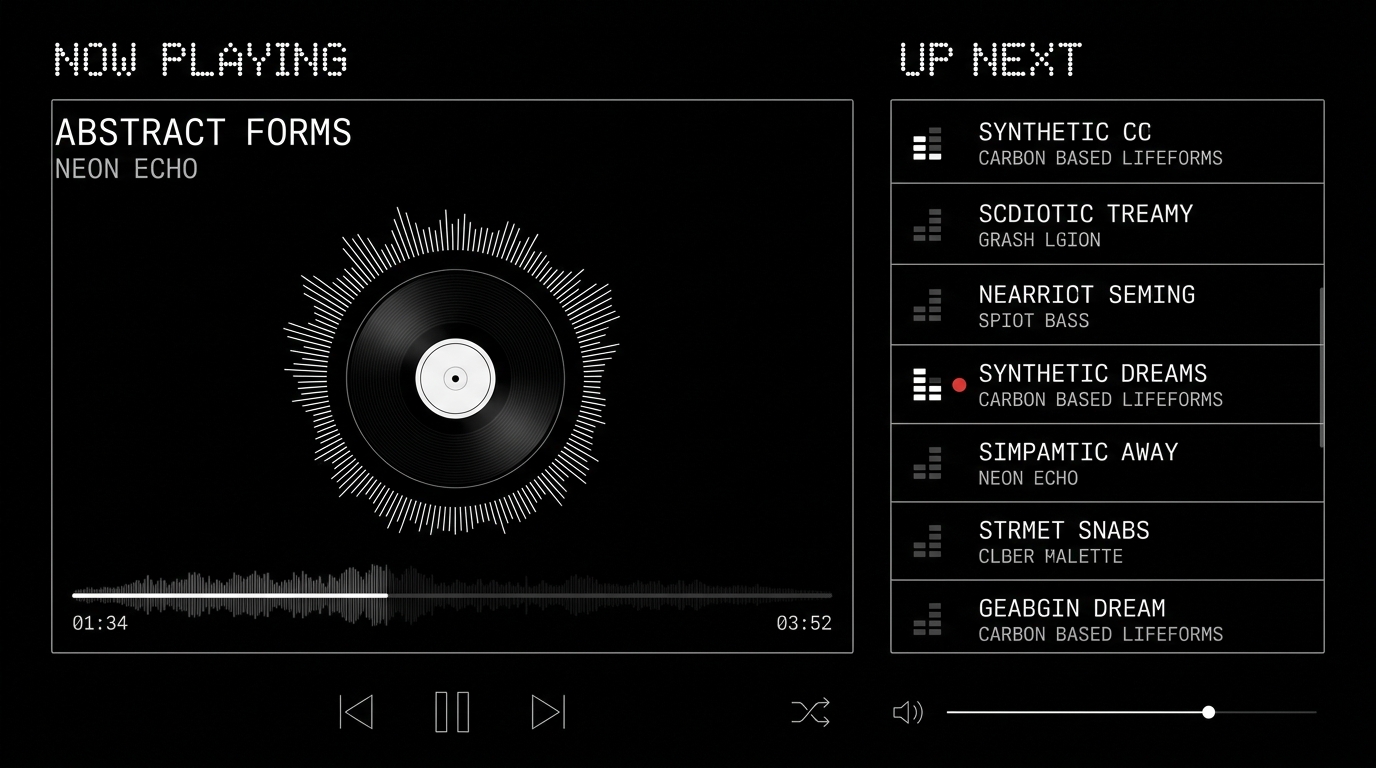 NOW PLAYING
ABSTRACT FORMS
NEON ECHO
01:34
03:52
UP NEXT
SYNTHETIC CC
CARBON BASED LIFEFORMS
SCDIOTIC TREAMY
GRASH LGION
NEARRIOT SEMING
SPIOT BASS
SYNTHETIC DREAMS
CARBON BASED LIFEFORMS
SIMPAMTIC AWAY
NEON ECHO
STRMET SNABS
CLBER MALETTE
GEABGIN DREAM
CARBON BASED LIFEFORMS